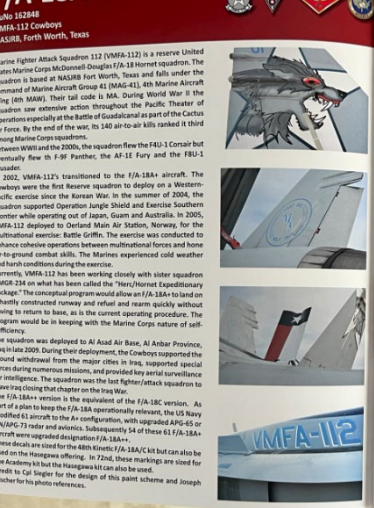 uNo 162848
MFA-112 Cowboys
NASJRB, Forth Worth, Texas
arine Fighter Attack Squadron 112 (VMFA-112) is a reserve United
ates Marine Corps McDonnell-Douglas F/A-18 Hornet squadron. The
uadron is based at NASJRB Fort Worth, Texas and falls under the
mmand of Marine Aircraft Group 41 (MAG-41), 4th Marine Aircraft
ing (4th MAW). Their tail code is MA. During World War II the
uadron saw extensive action throughout the Pacific Theater of
perations especially at the Battle of Guadalcanal as part of the Cactus
r Force. By the end of the war, its 140 air-to-air kills ranked it third
mong Marine Corps squadrons.
etween WWII and the 2000s, the squadron flew the F4U-1 Corsair but
entually flew th F-9F Panther, the AF-1E Fury and the F8U-1
usader.
2002, VMFA-112's transitioned to the F/A-18A+ aircraft. The
wboys were the first Reserve squadron to deploy on a Western-
cific exercise since the Korean War. In the summer of 2004, the
uadron supported Operation Jungle Shield and Exercise Southern
ontier while operating out of Japan, Guam and Australia. In 2005,
MFA-112 deployed to Oerland Main Air Station, Norway, for the
ultinational exercise: Battle Griffin. The exercise was conducted to
nhance cohesive operations between multinational forces and hone
r-to-ground combat skills. The Marines experienced cold weather
d harsh conditions during the exercise.
urrently, VMFA-112 has been working closely with sister squadron
MGR-234 on what has been called the "Herc/Hornet Expeditionary
ckage." The conceptual program would allow an F/A-18A+ to land on
hastily constructed runway and refuel and rearm quickly without
ving to return to base, as is the current operating procedure. The
ogram would be in keeping with the Marine Corps nature of self-
fficiency.
e squadron was deployed to Al Asad Air Base, Al Anbar Province,
aq in late 2009. During their deployment, the Cowboys supported the
ound withdrawal from the major cities in Iraq, supported special
rces during numerous missions, and provided key aerial surveillance
r intelligence. The squadron was the last fighter/attack squadron to
ave Iraq closing that chapter on the Iraq War.
e F/A-18A++ version is the equivalent of the F/A-18C version. As
rt of a plan to keep the F/A-18A operationally relevant, the US Navy
odified 61 aircraft to the A+ configuration, with upgraded APG-65 or
N/APG-73 radar and avionics. Subsequently 54 of these 61 F/A-18A+
rcraft were upgraded designation F/A-18A++.
ese decals are sized for the 48th Kinetic F/A-18A/C kit but can also be
ed on the Hasegawa offering. In 72nd, these markings are sized for
e Academy kit but the Hasegawa kit can also be used.
redit to Cpl Siegler for the design of this paint scheme and Joseph
scher for his photo references.
VMFA-112